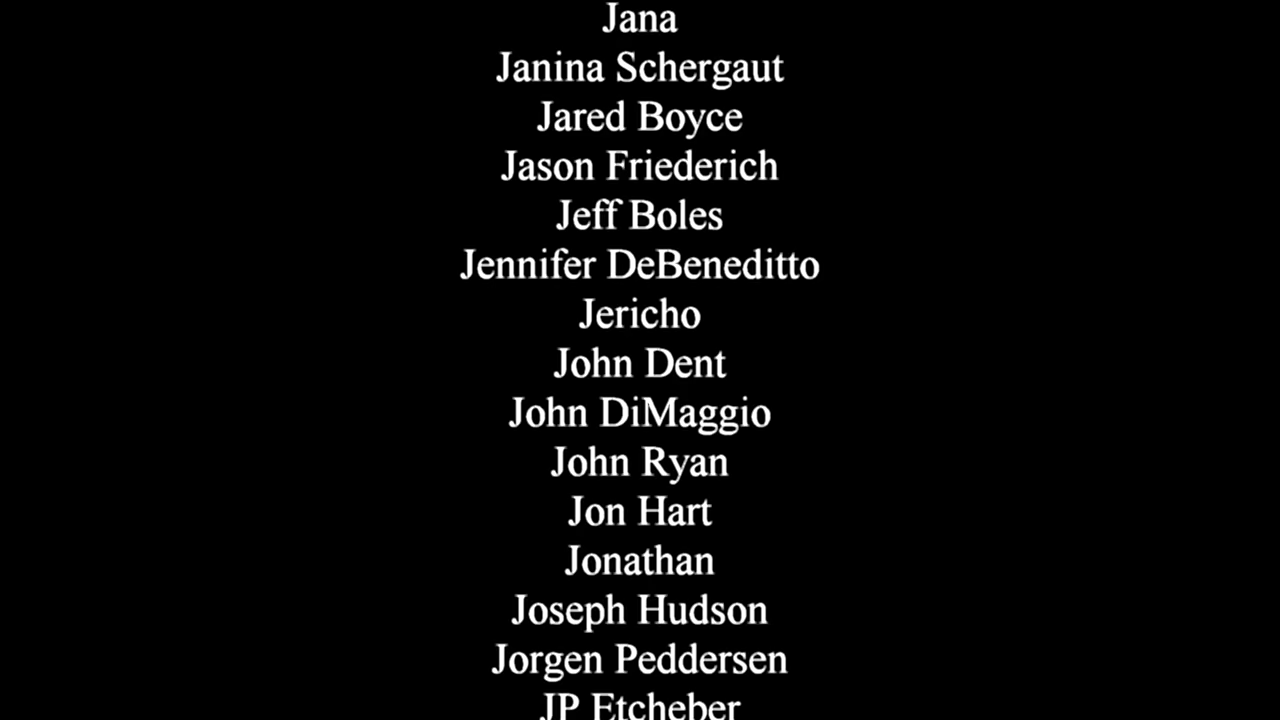 Jana
Janina Schergaut
Jared Boyce
Jason Friederich
Jeff Boles
Jennifer DeBeneditto
Jericho
John Dent
John DiMaggio
John Ryan
Jon Hart
Jonathan
Joseph Hudson
Jorgen Peddersen
JP Etcheber